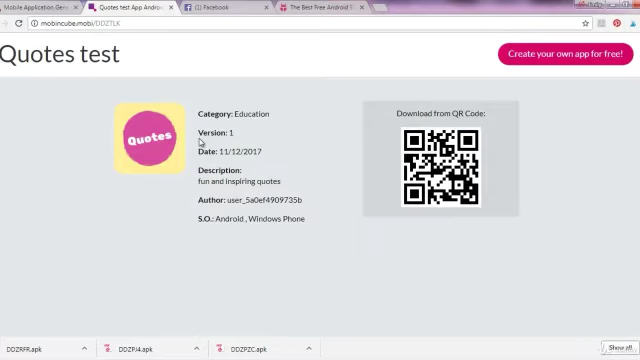 Mobile Application Gene
Quotes test App Android
(1) Facebook
The Best Free Android S
mobincube.mobi/DDZTLK
Quotes test
Create your own app for free!
Quotes
Category: Education
Version: 1
Date: 11/12/2017
Description:
fun and inspiring quotes
Author: user_5a0ef4909735b
S.O.: Android , Windows Phone
Download from QR Code:
DDZRFR.apk
DDZPJ4.apk
DDZPZC.apk
Show all